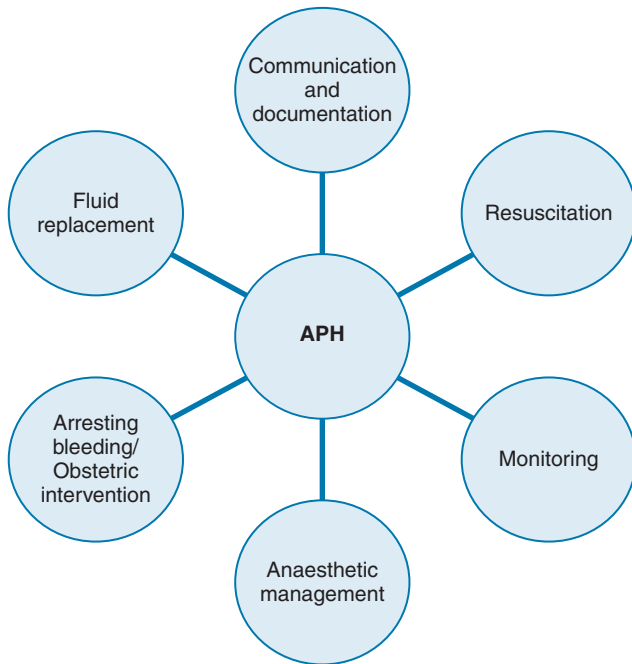 Communication
and
documentation
Fluid
replacement
Resuscitation
APH
Arresting
bleeding/
Obstetric
intervention
Monitoring
Anaesthetic
management